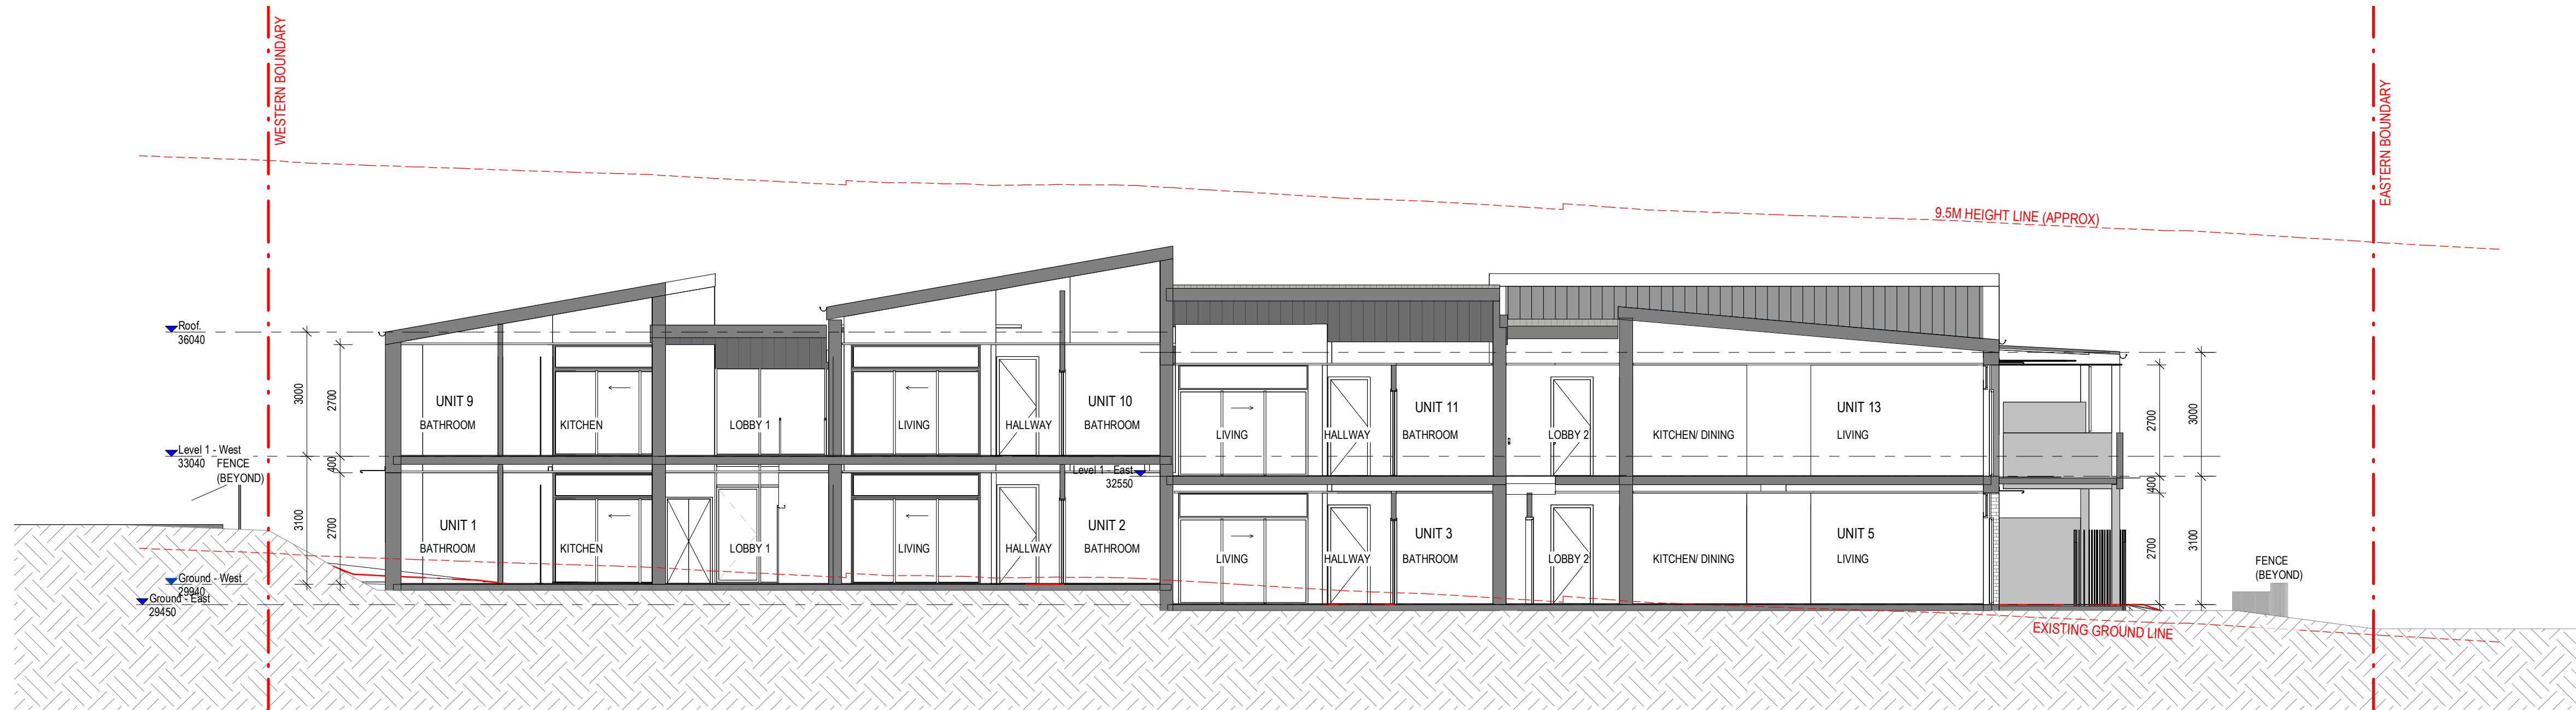 WESTERN BOUNDARY
EASTERN BOUNDARY
9.5M HEIGHT LINE (APPROX)
Roof.
36040
3000
2700
UNIT 9
BATHROOM
KITCHEN
LOBBY 1
LIVING
HALLWAY
UNIT 10
BATHROOM
LIVING
HALLWAY
UNIT 11
BATHROOM
LOBBY 2
KITCHEN/ DINING
UNIT 13
LIVING
2700
3000
Level 1 - West
33040
FENCE
(BEYOND)
400
Level 1 - East
32550
400
3100
2700
UNIT 1
BATHROOM
KITCHEN
LOBBY 1
LIVING
HALLWAY
UNIT 2
BATHROOM
LIVING
HALLWAY
UNIT 3
BATHROOM
LOBBY 2
KITCHEN/ DINING
UNIT 5
LIVING
2700
3100
FENCE
(BEYOND)
Ground - West
29940
Ground - East
29450
EXISTING GROUND LINE